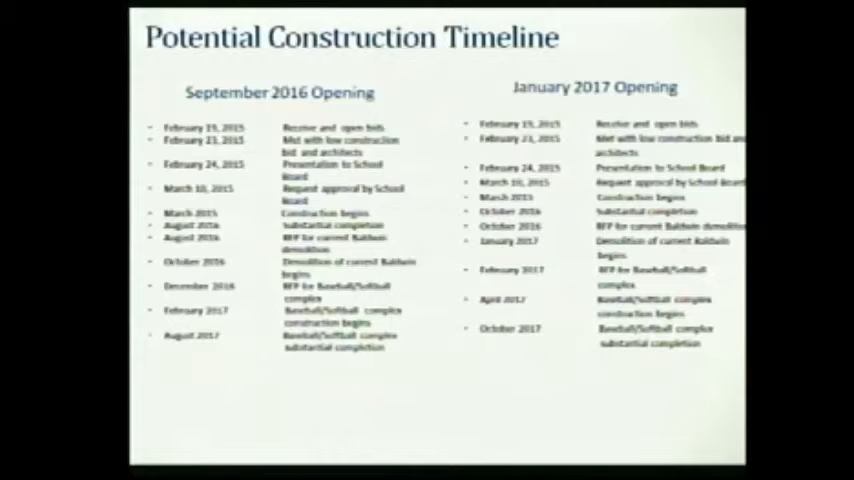 Potential Construction Timeline
September 2016 Opening
• February 19, 2015 Receive and open bids
• February 23, 2015 Met with low construction
bid and architects
• February 24, 2015 Presentation to School
Board
• March 10, 2015 Request approval by School
Board
• March 2015 Construction begins
• August 2016 Substantial completion
• August 2016 RFP for current Baldwin
demolition
• October 2016 Demolition of current Baldwin
begins
• December 2016 RFP for Baseball/Softball
complex
• February 2017 Baseball/Softball complex
construction begins
• August 2017 Baseball/Softball complex
substantial completion
January 2017 Opening
• February 19, 2015 Receive and open bids
• February 23, 2015 Met with low construction bid and
architects
• February 24, 2015 Presentation to School Board
• March 10, 2015 Request approval by School Board
• March 2015 Construction begins
• October 2016 Substantial completion
• October 2016 RFP for current Baldwin demolition
• January 2017 Demolition of current Baldwin
begins
• February 2017 RFP for Baseball/Softball
complex
• April 2017 Baseball/Softball complex
construction begins
• October 2017 Baseball/Softball complex
substantial completion